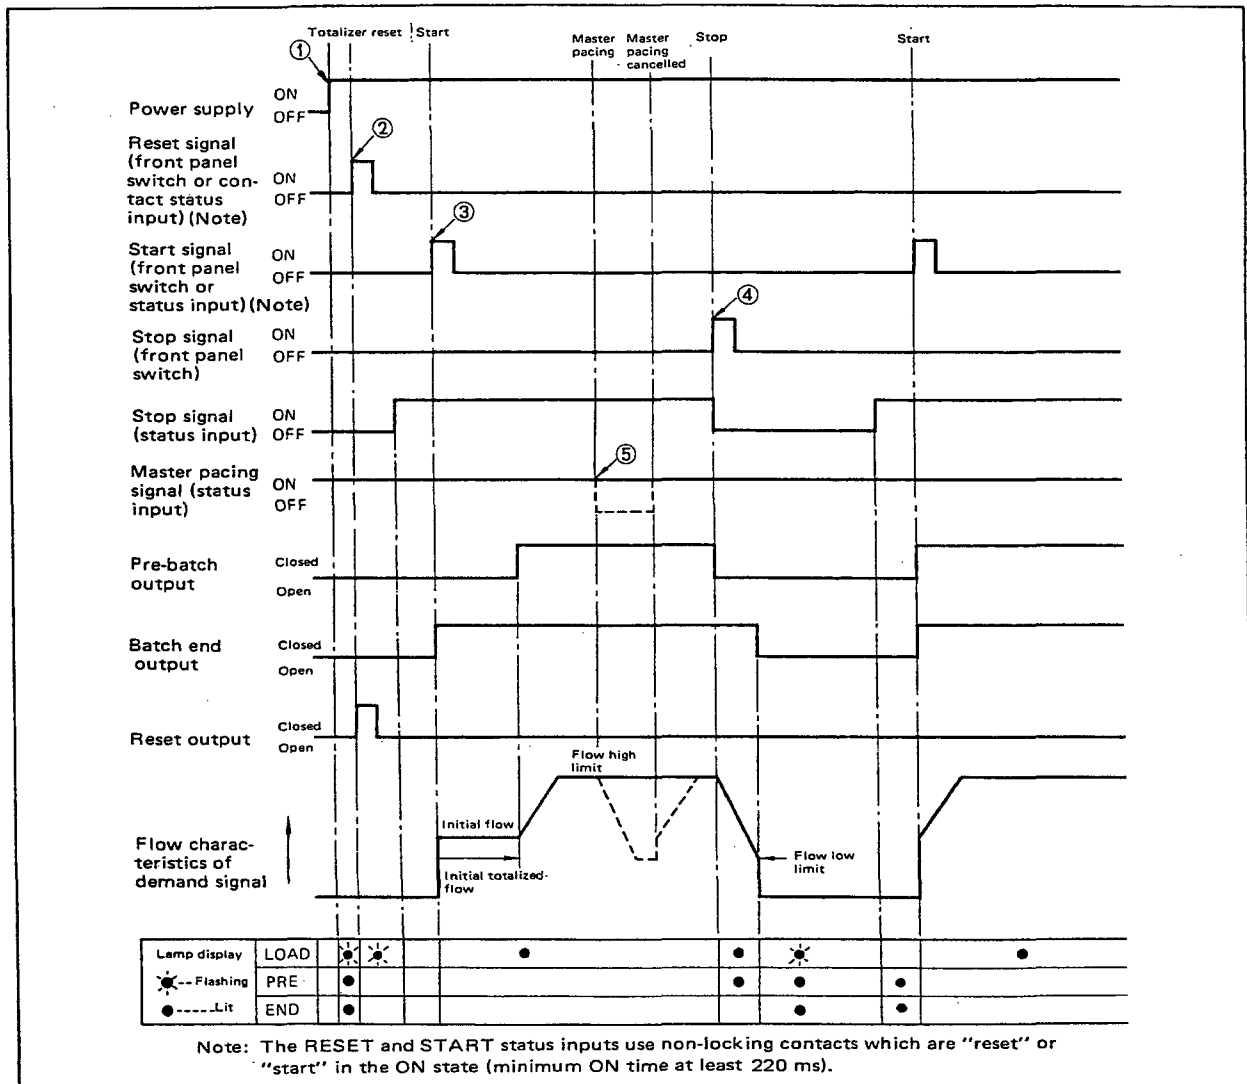 Totalizer reset
Start
Master
pacing
Master
pacing
cancelled
Stop
Start
①
Power supply
ON
OFF
②
Reset signal
(front panel
switch or con-
tact status
input) (Note)
ON
OFF
③
Start signal
(front panel
switch or
status input) (Note)
ON
OFF
④
Stop signal
(front panel
switch)
ON
OFF
Stop signal
(status input)
ON
OFF
⑤
Master pacing
signal (status
input)
ON
OFF
Pre-batch
output
Closed
Open
Batch end
output
Closed
Open
Reset output
Closed
Open
Flow high
limit
Initial flow
Initial totalized-
flow
Flow low
limit
Flow charac-
teristics of
demand signal
Lamp display
Flashing
Lit
LOAD
PRE
END
Note: The RESET and START status inputs use non-locking contacts which are "reset" or
"start" in the ON state (minimum ON time at least 220 ms).